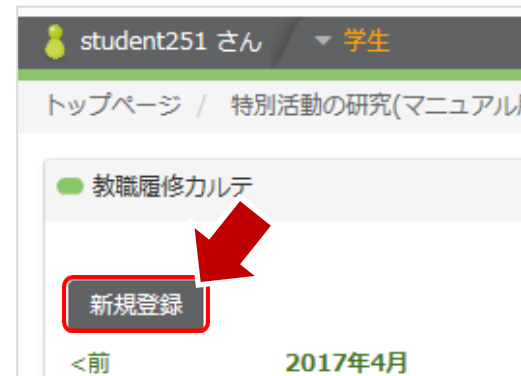 student251 さん 学生
トップページ / 特別活動の研究(マニュアル
教職履修カルテ
新規登録
<前 2017年4月